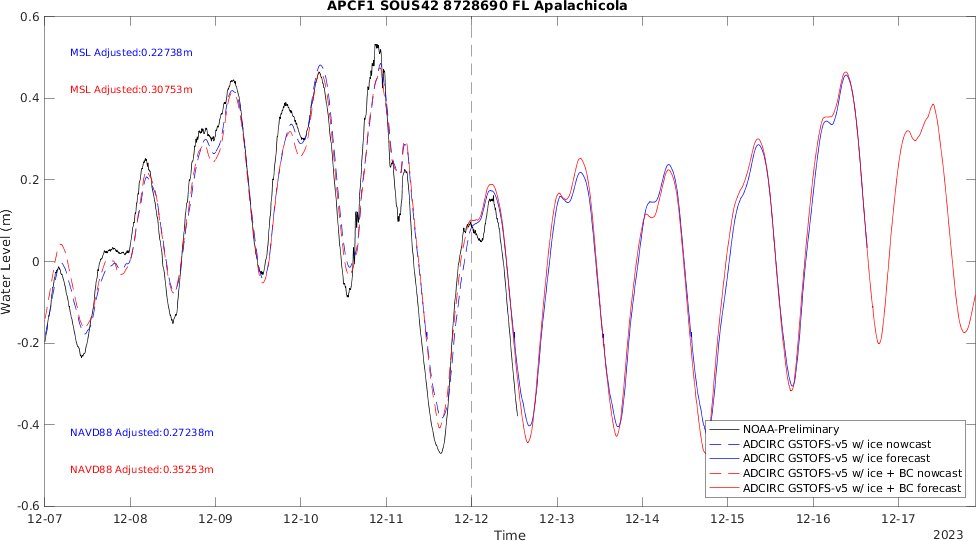 APCF1 SOUS42 8728690 FL Apalachicola
0.6
MSL Adjusted:0.22738m
MSL Adjusted:0.30753m
0.4
0.2
0
-0.2
-0.4
-0.6
Water Level (m)
NAVD88 Adjusted:0.27238m
NAVD88 Adjusted:0.35253m
NOAA-Preliminary
ADCIRC GSTOFS-v5 w/ ice nowcast
ADCIRC GSTOFS-v5 w/ ice forecast
ADCIRC GSTOFS-v5 w/ ice + BC nowcast
ADCIRC GSTOFS-v5 w/ ice + BC forecast
12-07 12-08 12-09 12-10 12-11 12-12 12-13 12-14 12-15 12-16 12-17
Time
2023